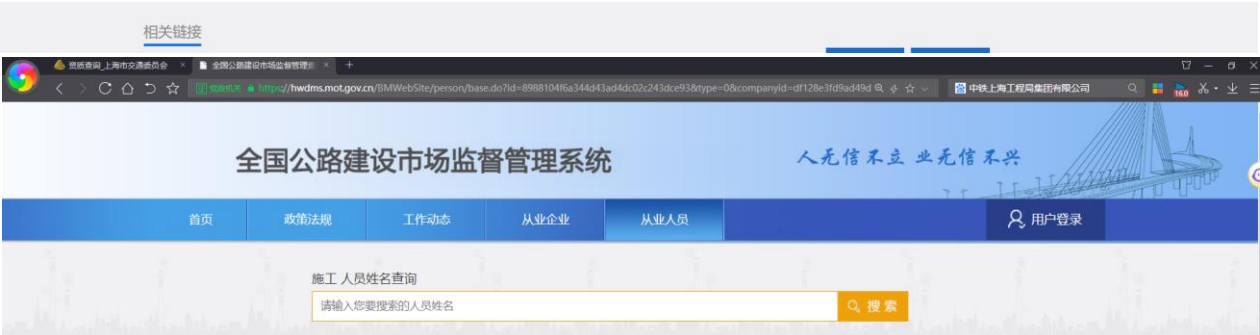 相关链接
资质查询_上海市交通委员会 × 全国公路建设市场监督管理 × +
https://hwdms.mot.gov.cn/BMWebSite/person/base.do?id=8988104f6a344d43ad4dc02c243dce93&type=0&companyid=df128e3fd9ad49d 中铁上海工程局集团有限公司
160
全国公路建设市场监督管理系统 人无信不立 业无信不兴
首页 政策法规 工作动态 从业企业 从业人员 用户登录
施工 人员姓名查询
请输入您要搜索的人员姓名 搜 索